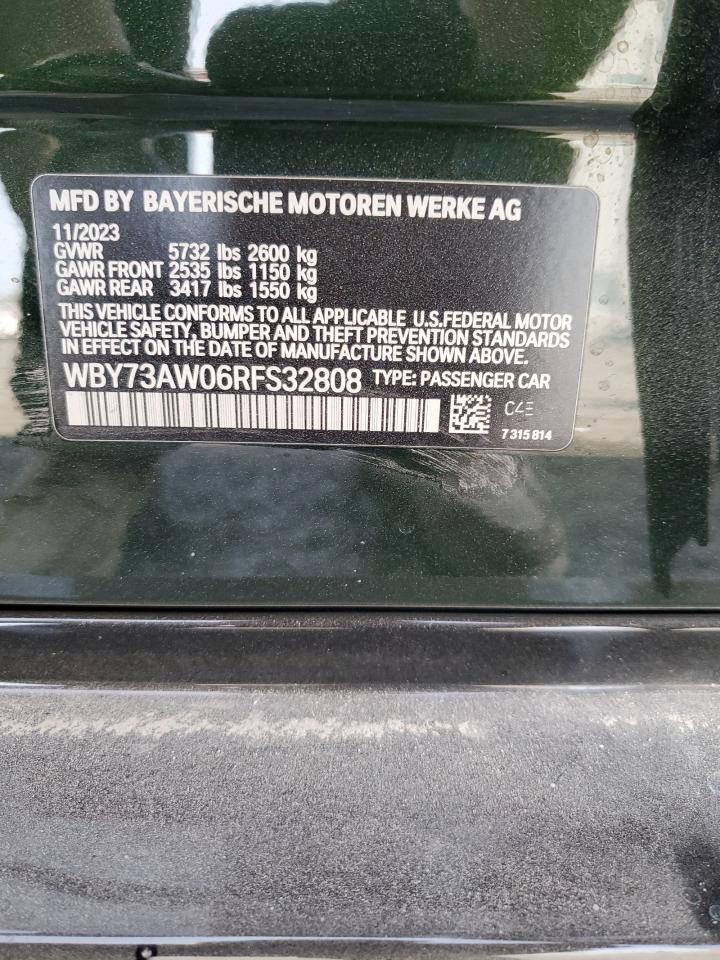 MFD BY BAYERISCHE MOTOREN WERKE AG
11/2023
GVWR 5732 lbs 2600 kg
GAWR FRONT 2535 lbs 1150 kg
GAWR REAR 3417 lbs 1550 kg
THIS VEHICLE CONFORMS TO ALL APPLICABLE U.S.FEDERAL MOTOR
VEHICLE SAFETY, BUMPER AND THEFT PREVENTION STANDARDS
IN EFFECT ON THE DATE OF MANUFACTURE SHOWN ABOVE.
WBY73AW06RFS32808 TYPE: PASSENGER CAR
C4E
7 315 814